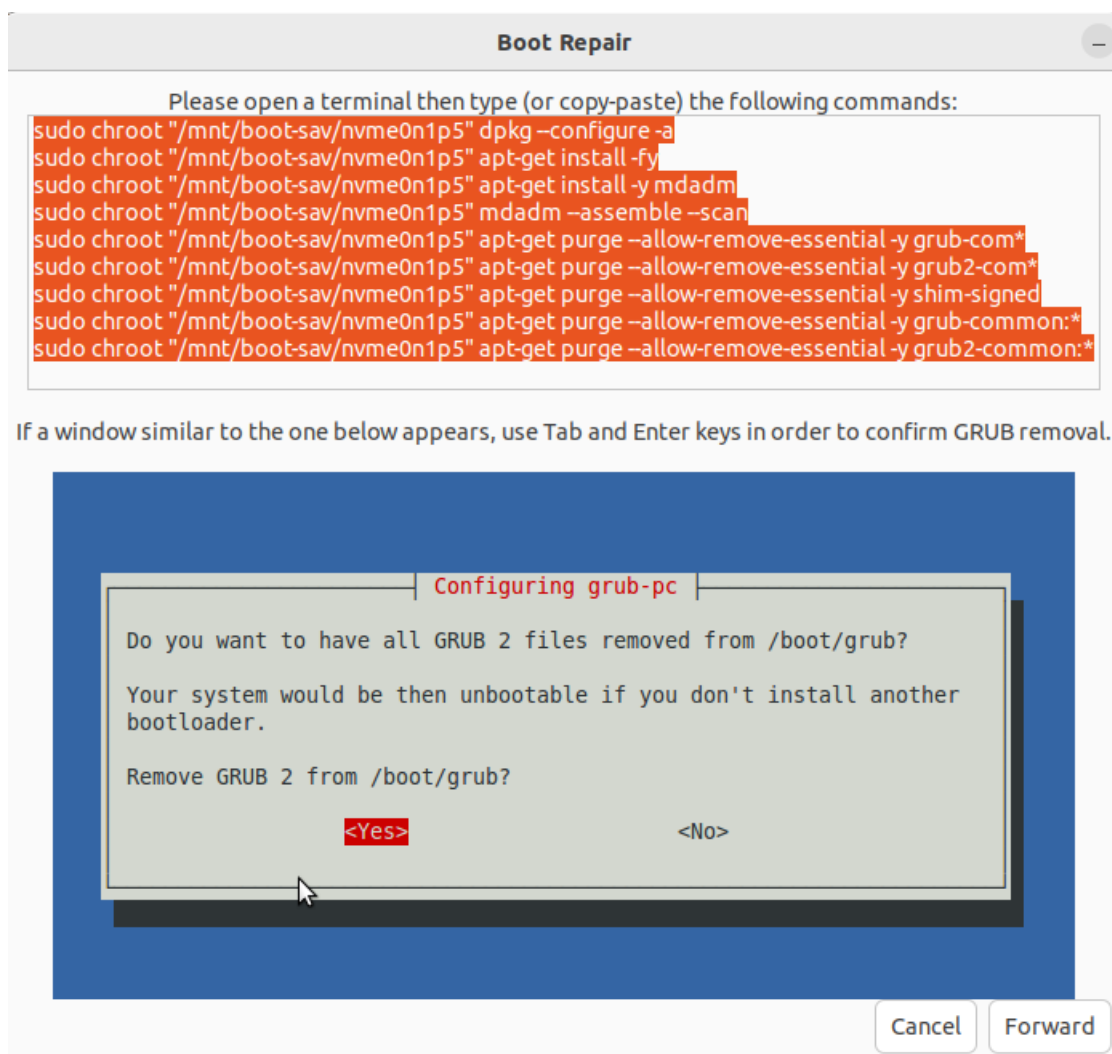 Boot Repair
Please open a terminal then type (or copy-paste) the following commands:
sudo chroot "/mnt/boot-sav/nvme0n1p5" dpkg --configure -a
sudo chroot "/mnt/boot-sav/nvme0n1p5" apt-get install -fy
sudo chroot "/mnt/boot-sav/nvme0n1p5" apt-get install -y mdadm
sudo chroot "/mnt/boot-sav/nvme0n1p5" mdadm --assemble --scan
sudo chroot "/mnt/boot-sav/nvme0n1p5" apt-get purge --allow-remove-essential -y grub-com*
sudo chroot "/mnt/boot-sav/nvme0n1p5" apt-get purge --allow-remove-essential -y grub2-com*
sudo chroot "/mnt/boot-sav/nvme0n1p5" apt-get purge --allow-remove-essential -y shim-signed
sudo chroot "/mnt/boot-sav/nvme0n1p5" apt-get purge --allow-remove-essential -y grub-common:*
sudo chroot "/mnt/boot-sav/nvme0n1p5" apt-get purge --allow-remove-essential -y grub2-common:*
If a window similar to the one below appears, use Tab and Enter keys in order to confirm GRUB removal.
Configuring grub-pc
Do you want to have all GRUB 2 files removed from /boot/grub?
Your system would be then unbootable if you don't install another
bootloader.
Remove GRUB 2 from /boot/grub?
<Yes> <No>
Cancel Forward